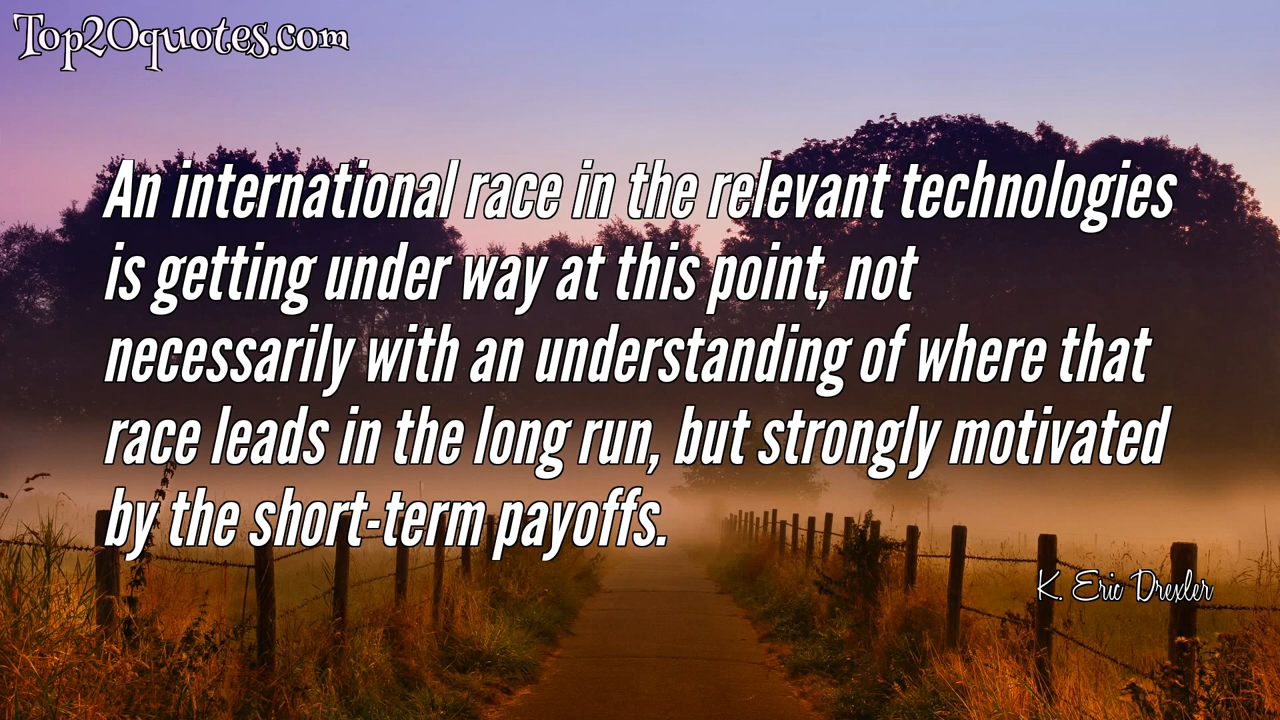 Top20quotes.com
An international race in the relevant technologies
is getting under way at this point, not
necessarily with an understanding of where that
race leads in the long run, but strongly motivated
by the short-term payoffs.
K. Eric Drexler